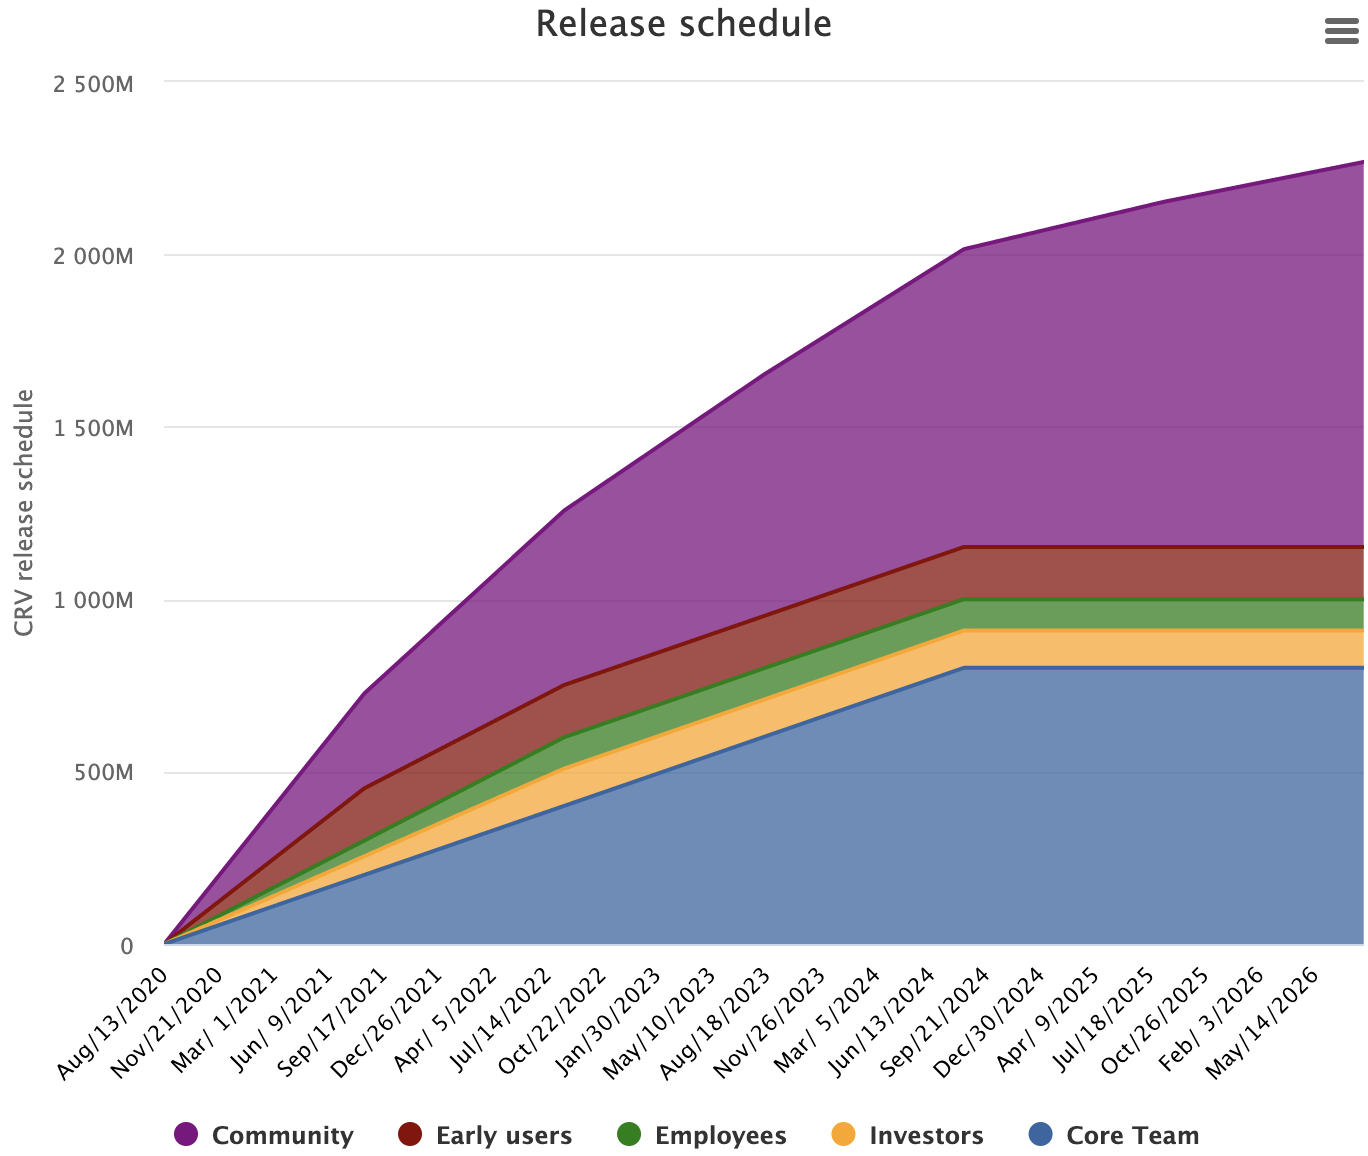 Release schedule
2 500M
2 000M
1 500M
1 000M
500M
0
CRV release schedule
Aug/13/2020
Nov/21/2020
Mar/ 1/2021
Jun/ 9/2021
Sep/17/2021
Dec/26/2021
Apr/ 5/2022
Jul/14/2022
Oct/22/2022
Jan/30/2023
May/10/2023
Aug/18/2023
Nov/26/2023
Mar/ 5/2024
Jun/13/2024
Sep/21/2024
Dec/30/2024
Apr/ 9/2025
Jul/18/2025
Oct/26/2025
Feb/ 3/2026
May/14/2026
Community Early users Employees Investors Core Team